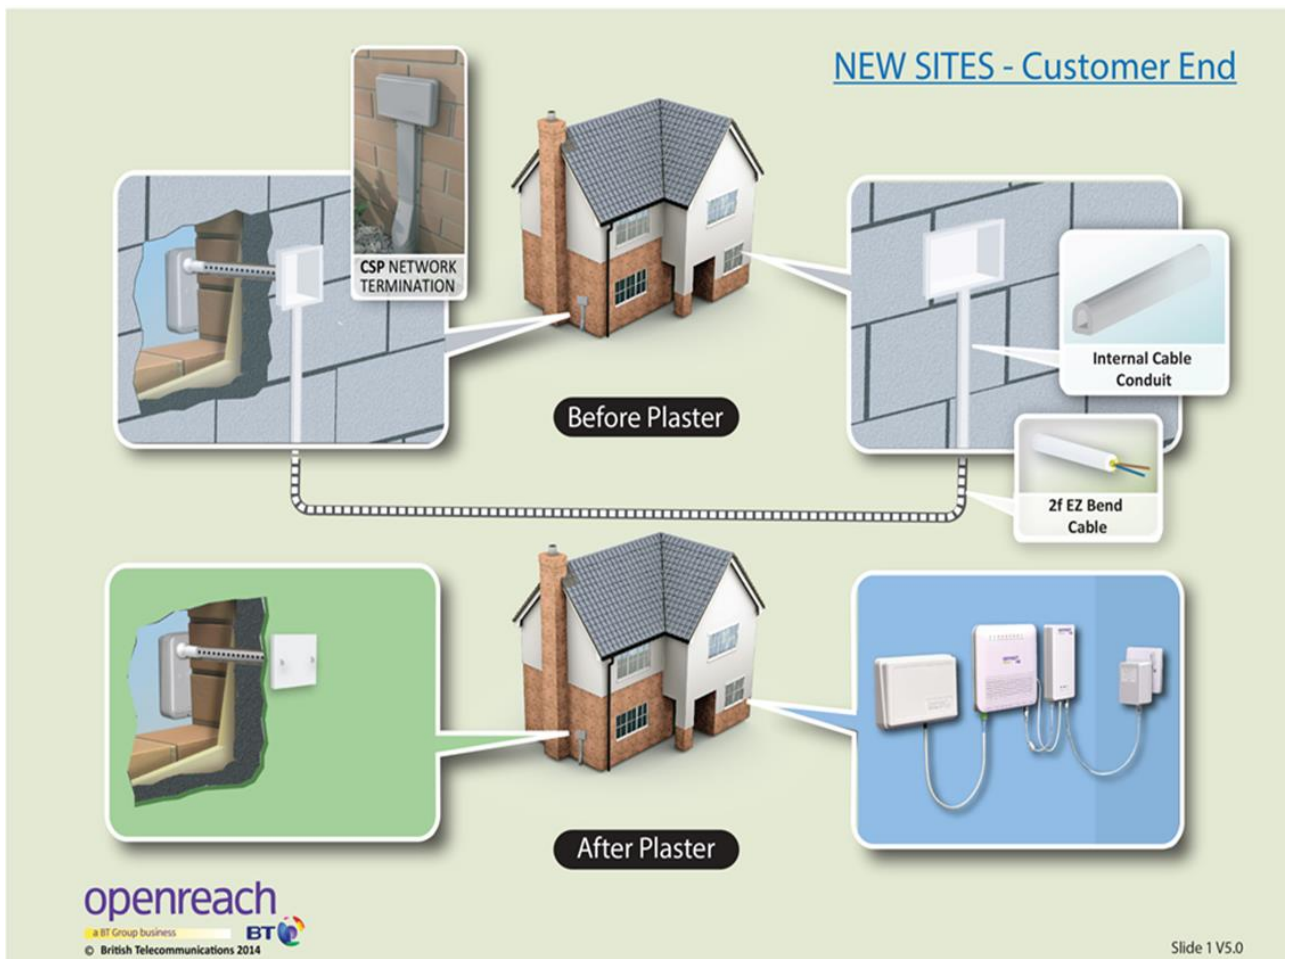 NEW SITES - Customer End
CSP NETWORK
TERMINATION
Internal Cable
Conduit
Before Plaster
2f EZ Bend
Cable
After Plaster
openreach
a BT Group business
BT
© British Telecommunications 2014
Slide 1 V5.0